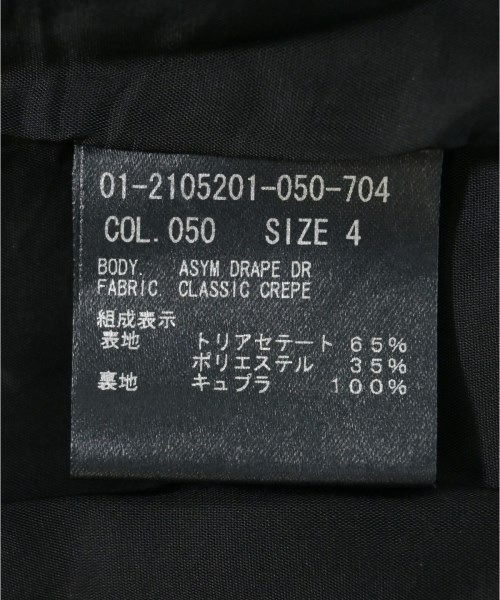 01-2105201-050-704
COL. 050 SIZE 4
BODY. ASYM DRAPE DR
FABRIC. CLASSIC CREPE
組成表示
表地 トリアセテート 65%
ポリエステル 35%
裏地 キュプラ 100%